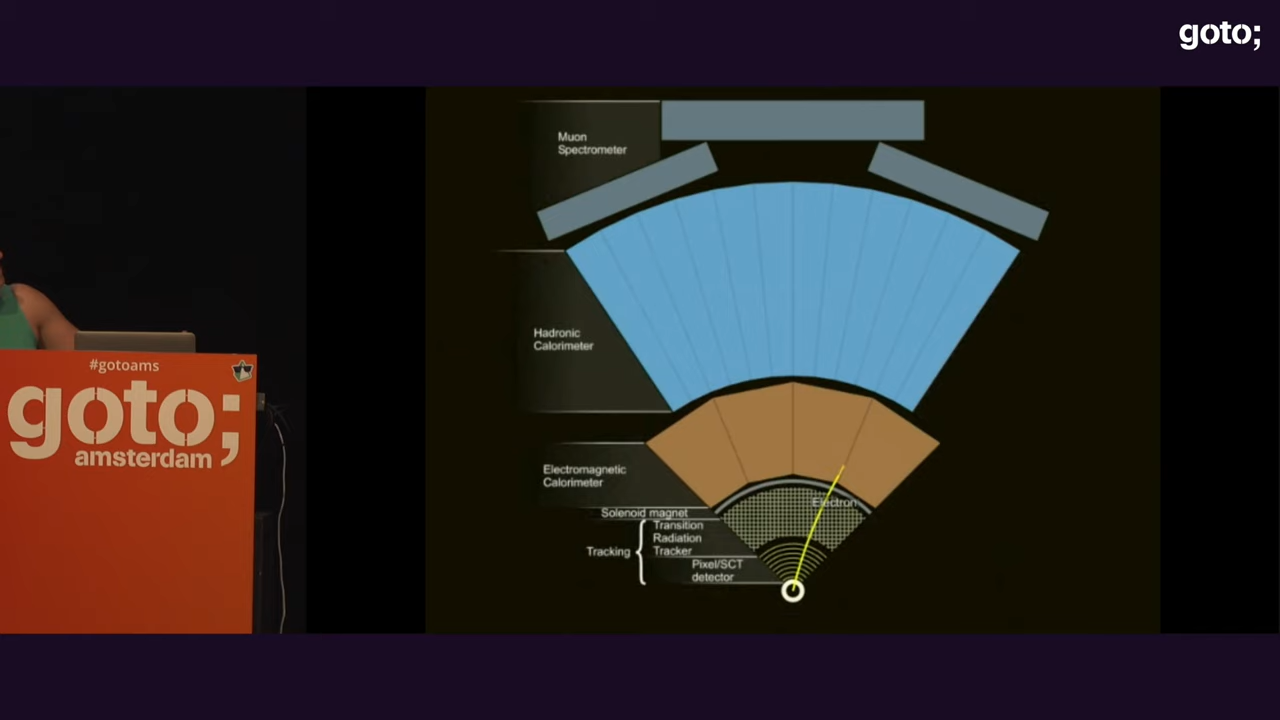 goto;
Muon
Spectrometer
Hadronic
Calorimeter
#gotoams
goto;
amsterdam
Electromagnetic
Calorimeter
Electron
Solenoid magnet
Transition
Radiation
Tracker
Tracking
Pixel/SCT
detector